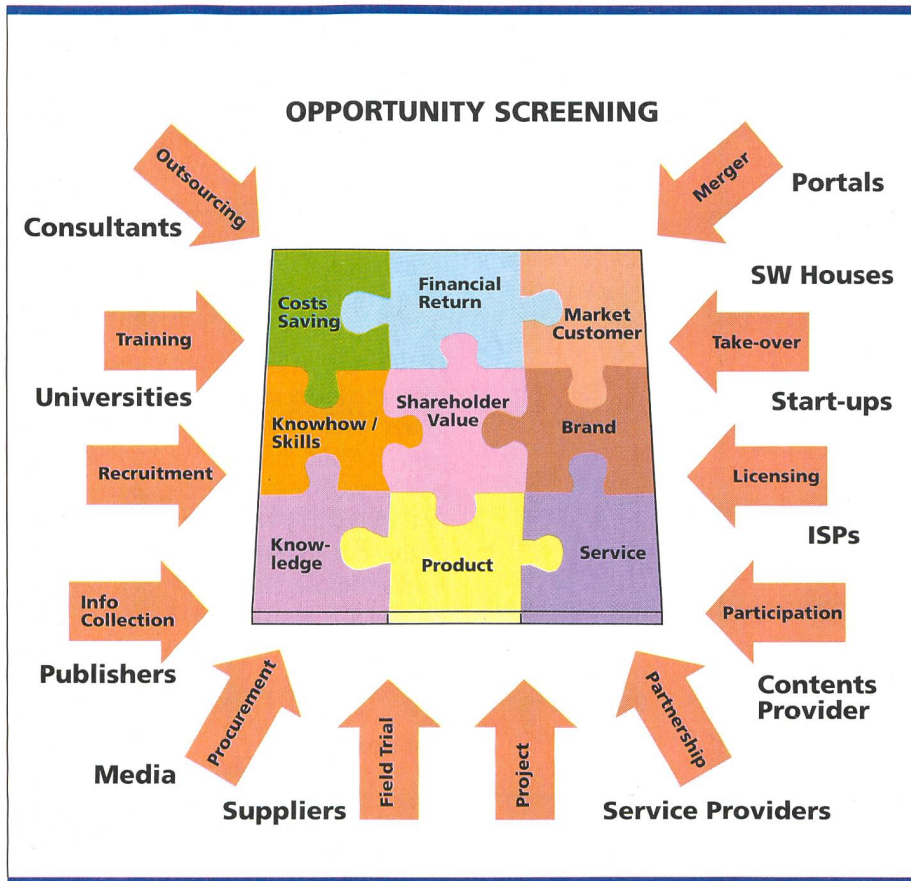 OPPORTUNITY SCREENING
Outsourcing
Merger
Portals
Consultants
SW Houses
Costs
Saving
Financial
Return
Market
Customer
Training
Take-over
Universities
Start-ups
Knowhow /
Skills
Shareholder
Value
Brand
Recruitment
Licensing
ISPs
Know-
ledge
Product
Service
Info
Collection
Participation
Publishers
Procurement
Partnership
Contents
Provider
Media
Field Trial
Project
Suppliers
Service Providers